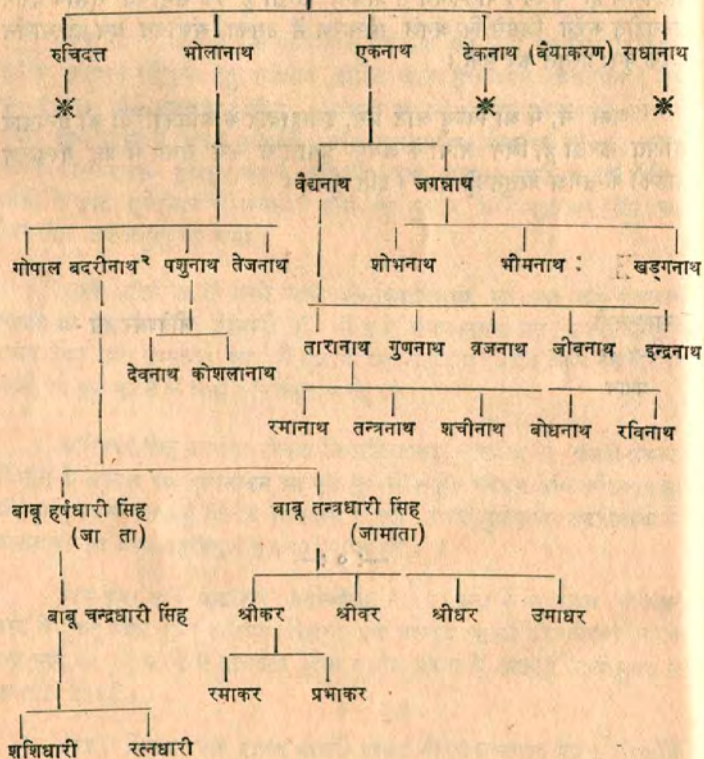 रुचिदत्त भोलानाथ एकनाथ टेकनाथ (वैयाकरण) राधानाथ
वैद्यनाथ जगन्नाथ
गोपाल बदरीनाथ२ पशुनाथ तेजनाथ शोभनाथ भीमनाथ खड्गनाथ
तारानाथ गुणनाथ व्रजनाथ जीवनाथ इन्द्रनाथ
देवनाथ कोशलानाथ
रमानाथ तन्त्रनाथ शचीनाथ बोधनाथ रविनाथ
बाबू हर्षधारी सिंह बाबू तन्त्रधारी सिंह
(जा ता) (जामाता)
बाबू चन्द्रधारी सिंह श्रीकर श्रीवर श्रीधर उमाधर
रमाकर प्रभाकर
शशिधारी रत्नधारी